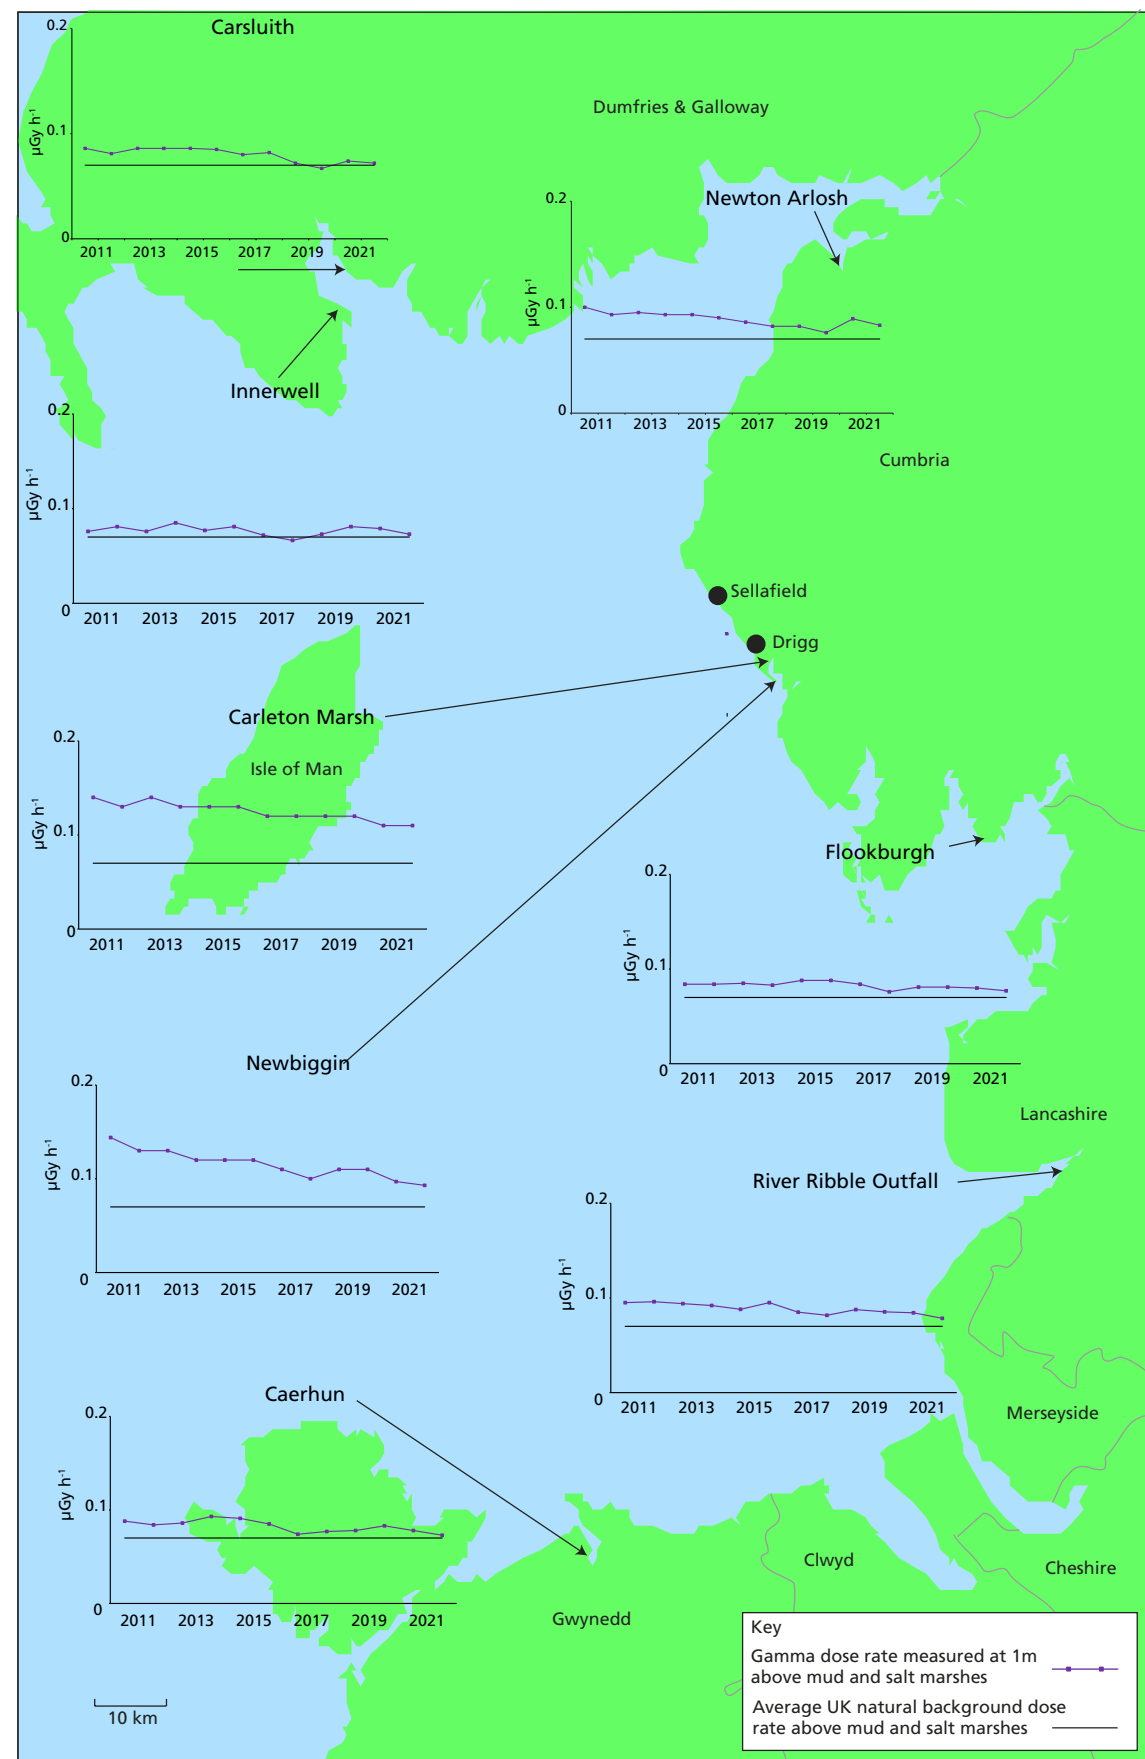 Carsluith
0.2
0.1
0
µGy h-1
2011 2013 2015 2017 2019 2021
Dumfries & Galloway
Newton Arlosh
0.2
0.1
0
µGy h-1
2011 2013 2015 2017 2019 2021
Innerwell
0.2
0.1
0
µGy h-1
2011 2013 2015 2017 2019 2021
Cumbria
Sellafield
Drigg
Carleton Marsh
0.2
0.1
0
µGy h-1
2011 2013 2015 2017 2019 2021
Isle of Man
Flookburgh
0.2
0.1
0
µGy h-1
2011 2013 2015 2017 2019 2021
Newbiggin
0.2
0.1
0
µGy h-1
2011 2013 2015 2017 2019 2021
Lancashire
River Ribble Outfall
0.2
0.1
0
µGy h-1
2011 2013 2015 2017 2019 2021
Caerhun
0.2
0.1
0
µGy h-1
2011 2013 2015 2017 2019 2021
Merseyside
Clwyd
Cheshire
Gwynedd
Key
Gamma dose rate measured at 1m
above mud and salt marshes
Average UK natural background dose
rate above mud and salt marshes
10 km